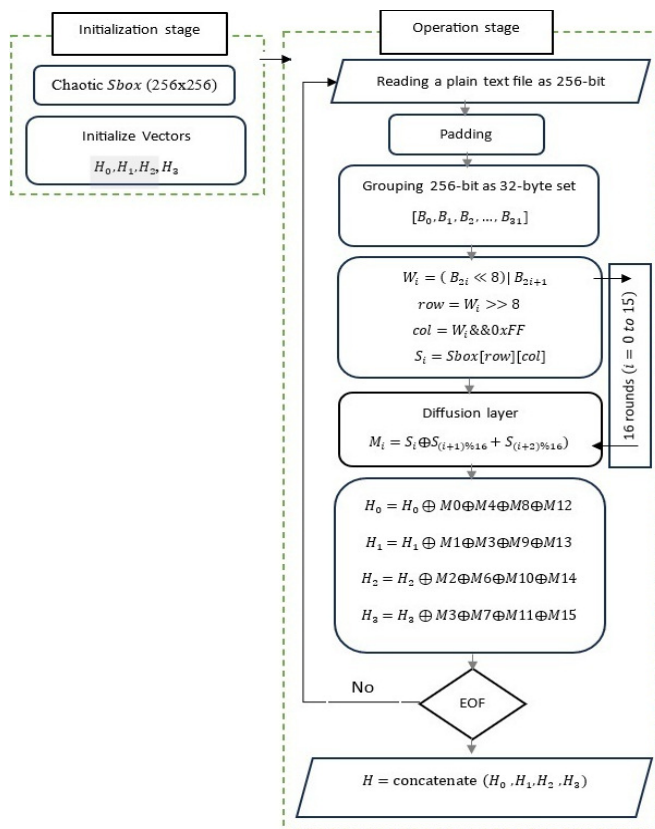 Initialization stage
Chaotic Sbox (256x256)
Initialize Vectors
H₀,H₁,H₂,H₃
Operation stage
Reading a plain text file as 256-bit
Padding
Grouping 256-bit as 32-byte set
[B₀,B₁,B₂,…,B₃₁]
Wᵢ = (B₂ᵢ ≪ 8)| B₂ᵢ₊₁
row = Wᵢ >> 8
col = Wᵢ&&0xFF
Sᵢ = Sbox[row][col]
16 rounds (i = 0 to 15)
Diffusion layer
Mᵢ = Sᵢ⊕S₍ᵢ₊₁₎%₁₆ + S₍ᵢ₊₂₎%₁₆)
H₀ = H₀ ⊕ M0⊕M4⊕M8⊕M12
H₁ = H₁ ⊕ M1⊕M3⊕M9⊕M13
H₂ = H₂ ⊕ M2⊕M6⊕M10⊕M14
H₃ = H₃ ⊕ M3⊕M7⊕M11⊕M15
No
EOF
H = concatenate (H₀ ,H₁,H₂ ,H₃)